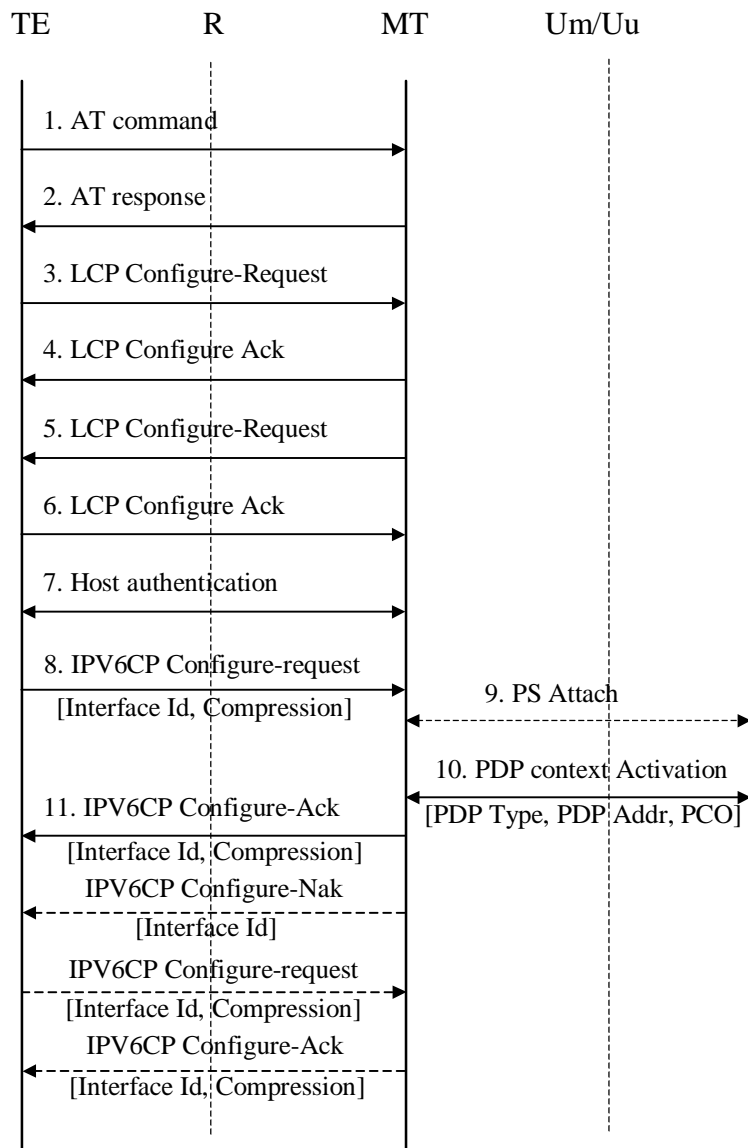 TE R MT Um/Uu
1. AT command
2. AT response
3. LCP Configure-Request
4. LCP Configure Ack
5. LCP Configure-Request
6. LCP Configure Ack
7. Host authentication
8. IPV6CP Configure-request
[Interface Id, Compression]
9. PS Attach
10. PDP context Activation
[PDP Type, PDP Addr, PCO]
11. IPV6CP Configure-Ack
[Interface Id, Compression]
IPV6CP Configure-Nak
[Interface Id]
IPV6CP Configure-request
[Interface Id, Compression]
IPV6CP Configure-Ack
[Interface Id, Compression]